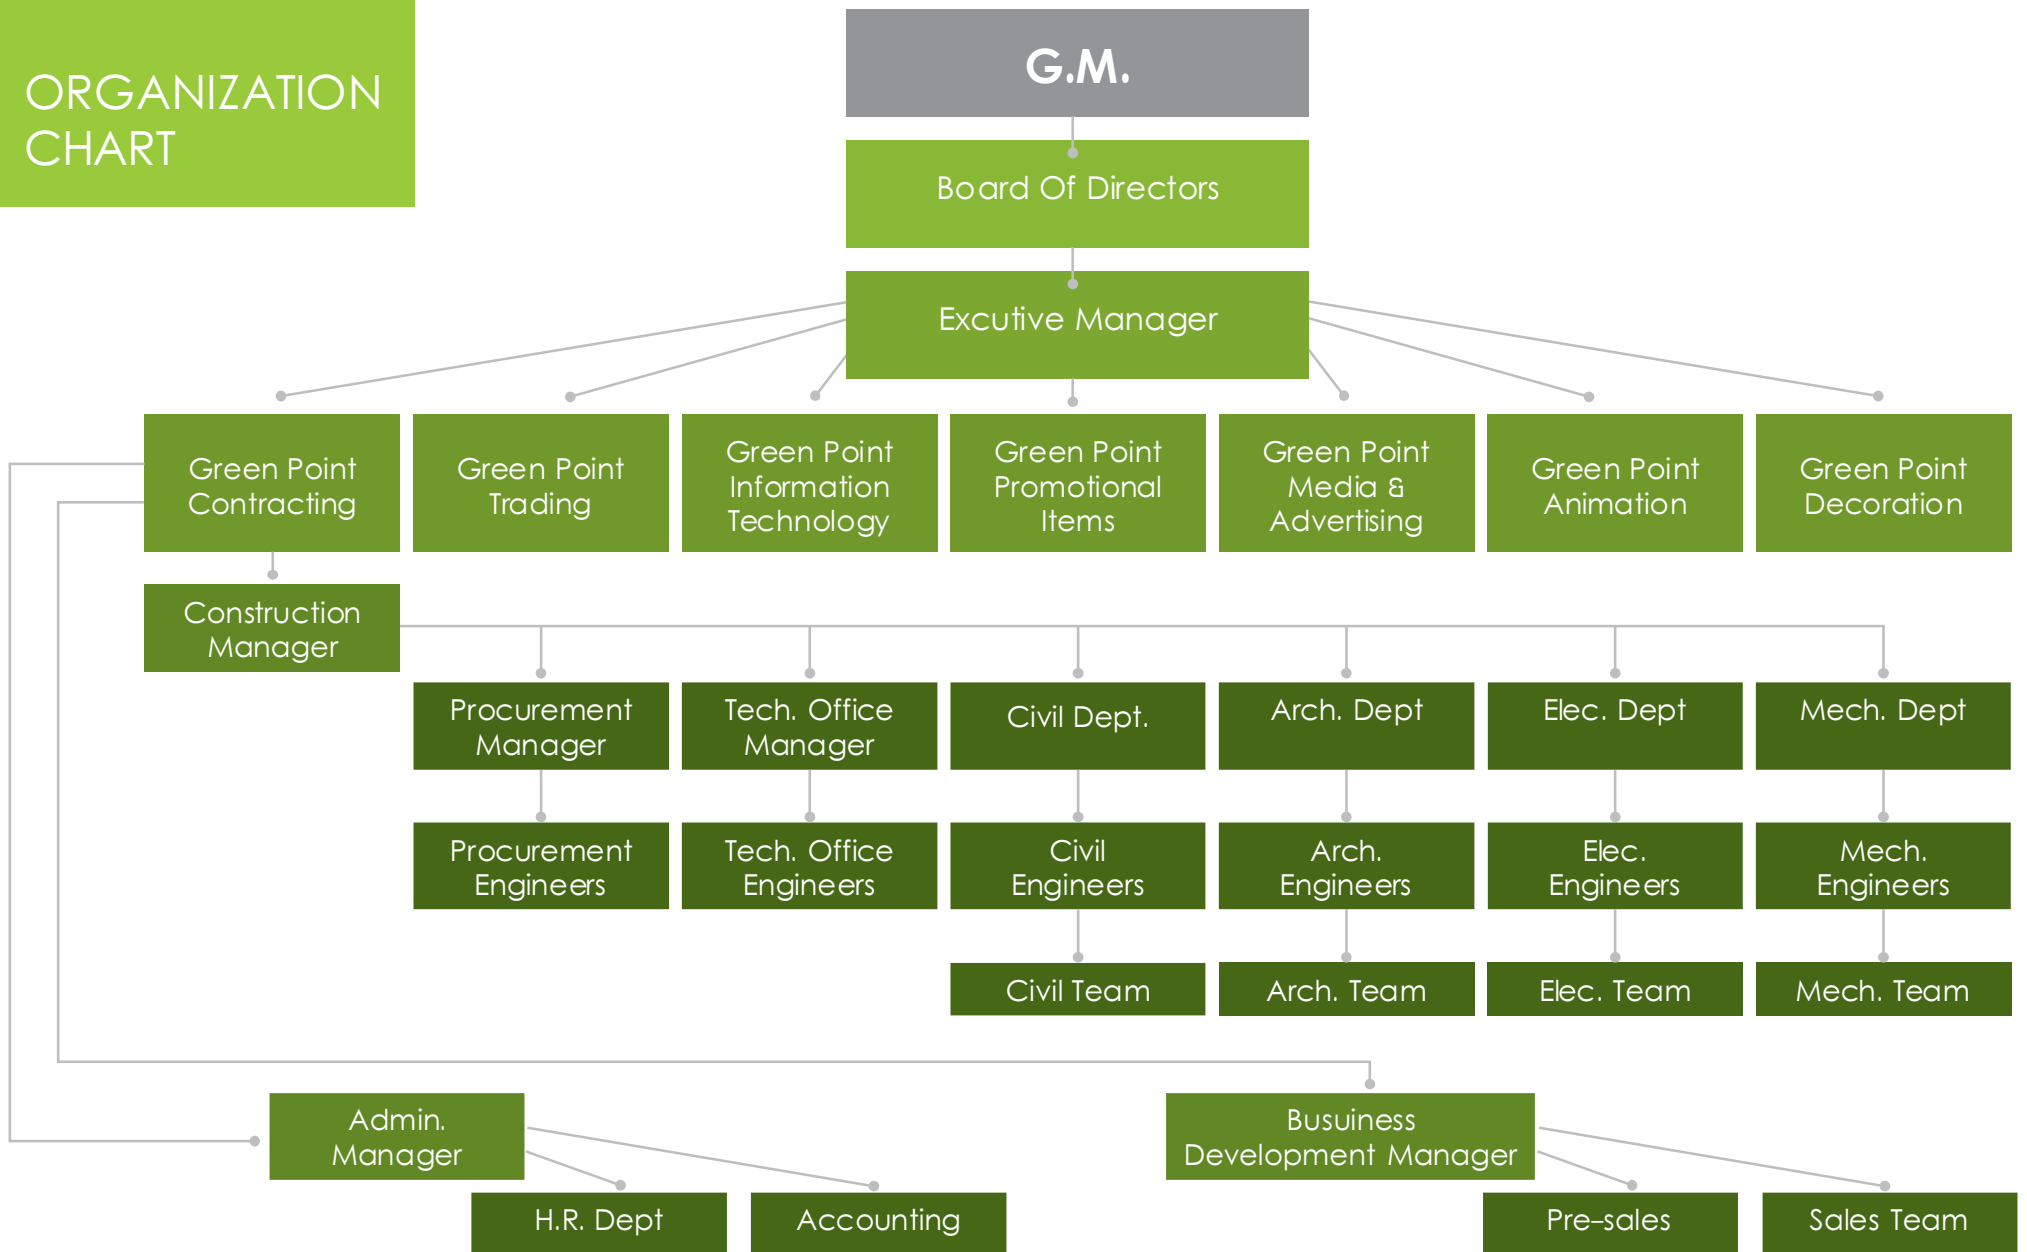 ORGANIZATION
CHART
G.M.
Board Of Directors
Excutive Manager
Green Point
Contracting
Green Point
Trading
Green Point
Information
Technology
Green Point
Promotional
Items
Green Point
Media &
Advertising
Green Point
Animation
Green Point
Decoration
Construction
Manager
Procurement
Manager
Tech. Office
Manager
Civil Dept.
Arch. Dept
Elec. Dept
Mech. Dept
Procurement
Engineers
Tech. Office
Engineers
Civil
Engineers
Arch.
Engineers
Elec.
Engineers
Mech.
Engineers
Civil Team
Arch. Team
Elec. Team
Mech. Team
Admin.
Manager
Busuiness
Development Manager
H.R. Dept
Accounting
Pre–sales
Sales Team